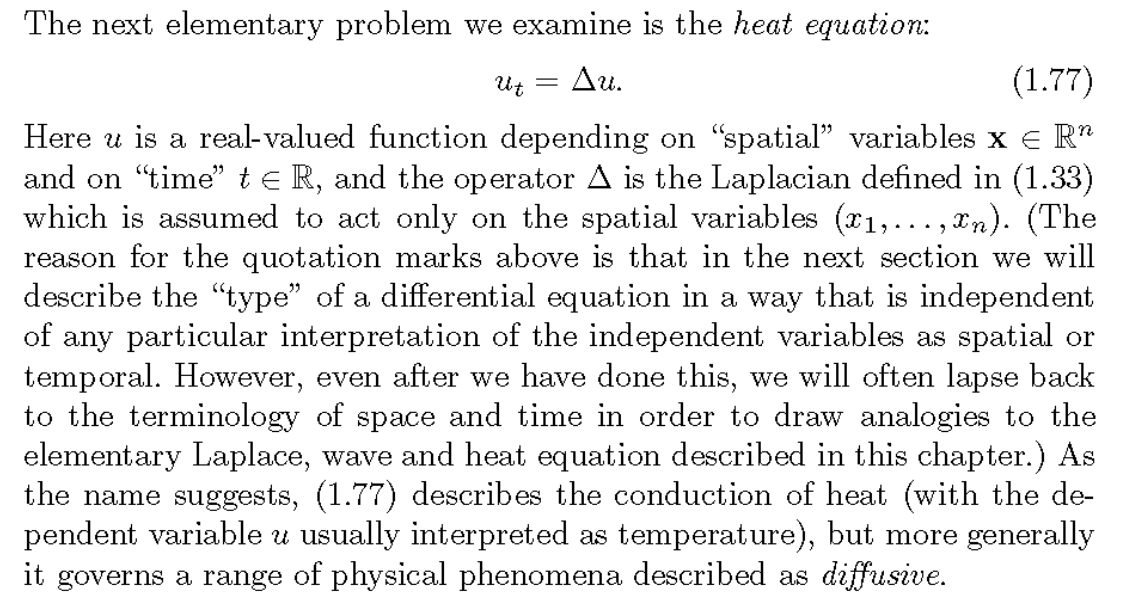 The next elementary problem we examine is the heat equation:
u_t = Δu. (1.77)
Here u is a real-valued function depending on “spatial” variables x ∈ ℝⁿ
and on “time” t ∈ ℝ, and the operator Δ is the Laplacian defined in (1.33)
which is assumed to act only on the spatial variables (x₁, . . . , xₙ). (The
reason for the quotation marks above is that in the next section we will
describe the “type” of a differential equation in a way that is independent
of any particular interpretation of the independent variables as spatial or
temporal. However, even after we have done this, we will often lapse back
to the terminology of space and time in order to draw analogies to the
elementary Laplace, wave and heat equation described in this chapter.) As
the name suggests, (1.77) describes the conduction of heat (with the de-
pendent variable u usually interpreted as temperature), but more generally
it governs a range of physical phenomena described as diffusive.